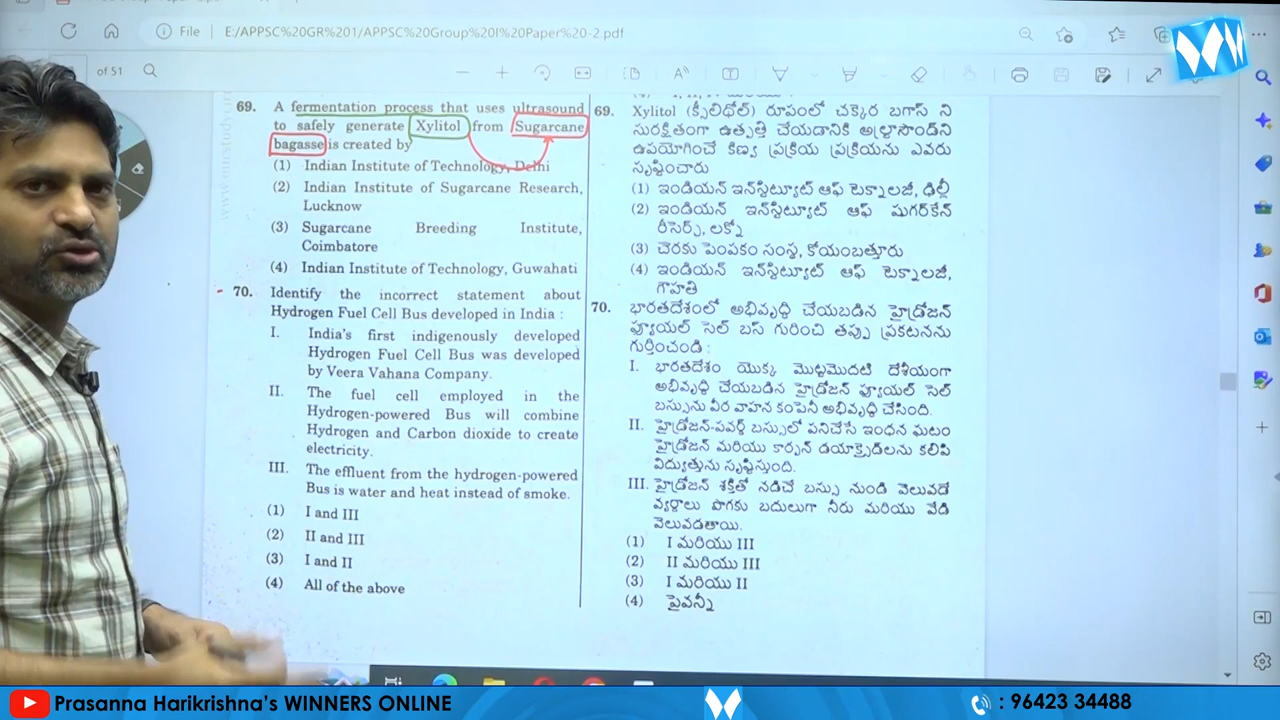 File
E:/APPSC%20GR%201/APPSC%20Group%20I%20Paper%20-2.pdf
of 51
69. A fermentation process that uses ultrasound
to safely generate Xylitol from Sugarcane
bagasse is created by
(1) Indian Institute of Technology, Delhi
(2) Indian Institute of Sugarcane Research,
Lucknow
(3) Sugarcane Breeding Institute,
Coimbatore
(4) Indian Institute of Technology, Guwahati
70. Identify the incorrect statement about
Hydrogen Fuel Cell Bus developed in India :
I. India's first indigenously developed
Hydrogen Fuel Cell Bus was developed
by Veera Vahana Company.
II. The fuel cell employed in the
Hydrogen-powered Bus will combine
Hydrogen and Carbon dioxide to create
electricity.
III. The effluent from the hydrogen-powered
Bus is water and heat instead of smoke.
(1) I and III
(2) II and III
(3) I and II
(4) All of the above
69. Xylitol (క్సీలిథోల్) రూపంలో చక్కెర బగాస్ ని
సురక్షితంగా ఉత్పత్తి చేయడానికి అల్ట్రాసౌండ్‌ని
ఉపయోగించే కిణ్వ ప్రక్రియ ప్రక్రియను ఎవరు
సృష్టించారు
(1) ఇండియన్ ఇన్‌స్టిట్యూట్ ఆఫ్ టెక్నాలజీ, ఢిల్లీ
(2) ఇండియన్ ఇన్‌స్టిట్యూట్ ఆఫ్ షుగర్‌కేన్
రీసెర్చ్, లక్నో
(3) చెరకు పెంపకం సంస్థ, కోయంబత్తూరు
(4) ఇండియన్ ఇన్‌స్టిట్యూట్ ఆఫ్ టెక్నాలజీ,
గౌహతి
70. భారతదేశంలో అభివృద్ధి చేయబడిన హైడ్రోజన్
ఫ్యూయల్ సెల్ బస్ గురించి తప్పు ప్రకటనను
గుర్తించండి :
I. భారతదేశం యొక్క మొట్టమొదటి దేశీయంగా
అభివృద్ధి చేయబడిన హైడ్రోజన్ ఫ్యూయల్ సెల్
బస్సును వీర వాహన కంపెనీ అభివృద్ధి చేసింది.
II. హైడ్రోజన్-పవర్డ్ బస్సులో పనిచేసే ఇంధన ఘటం
హైడ్రోజన్ మరియు కార్బన్ డయాక్సైడ్‌లను కలిపి
విద్యుత్తును సృష్టిస్తుంది.
III. హైడ్రోజన్ శక్తితో నడిచే బస్సు నుండి వెలువడే
వ్యర్థాలు పొగకు బదులుగా నీరు మరియు వేడి
వెలువడతాయి.
(1) I మరియు III
(2) II మరియు III
(3) I మరియు II
(4) పైవన్నీ
Prasanna Harikrishna's WINNERS ONLINE
: 96423 34488